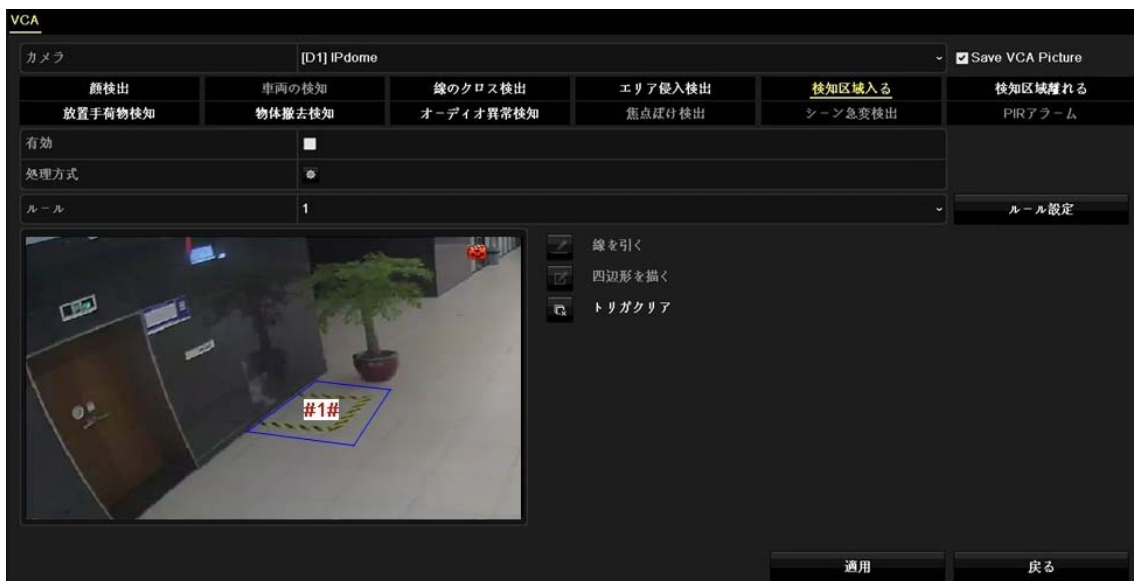 VCA
カメラ [D1] IPdome Save VCA Picture
顔検出 車両の検知 線のクロス検出 エリア侵入検出 検知区域入る 検知区域離れる
放置手荷物検知 物体撤去検知 オーディオ異常検知 焦点ぼけ検出 シーン急変検出 PIRアラーム
有効
処理方式
ルール 1 ルール設定
線を引く
四辺形を描く
トリガクリア
#1#
適用 戻る